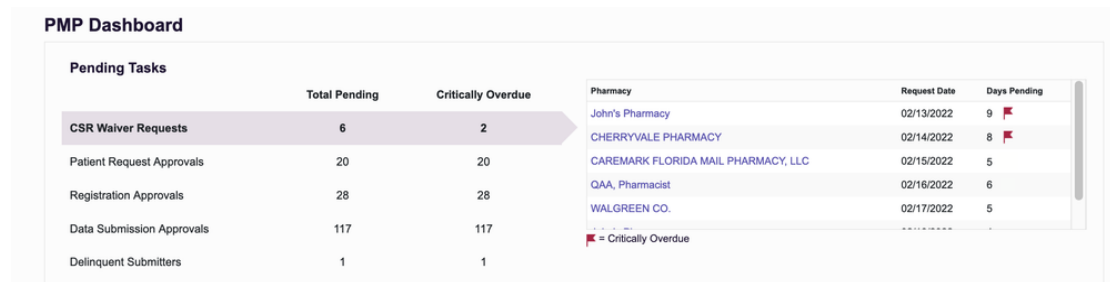 PMP Dashboard
Pending Tasks
Total Pending Critically Overdue
CSR Waiver Requests 6 2
Patient Request Approvals 20 20
Registration Approvals 28 28
Data Submission Approvals 117 117
Delinquent Submitters 1 1
Pharmacy Request Date Days Pending
John's Pharmacy 02/13/2022 9
CHERRYVALE PHARMACY 02/14/2022 8
CAREMARK FLORIDA MAIL PHARMACY, LLC 02/15/2022 5
QAA, Pharmacist 02/16/2022 6
WALGREEN CO. 02/17/2022 5
= Critically Overdue